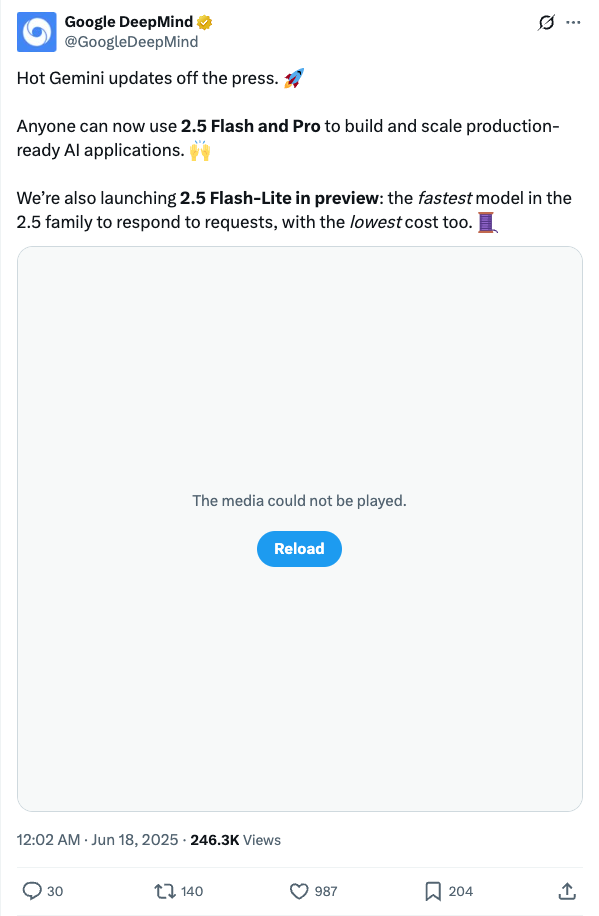 Google DeepMind
@GoogleDeepMind
Hot Gemini updates off the press. 🚀
Anyone can now use 2.5 Flash and Pro to build and scale production-
ready AI applications. 🙌
We’re also launching 2.5 Flash-Lite in preview: the fastest model in the
2.5 family to respond to requests, with the lowest cost too. 🧵
The media could not be played.
Reload
12:02 AM · Jun 18, 2025 · 246.3K Views
30 140 987 204